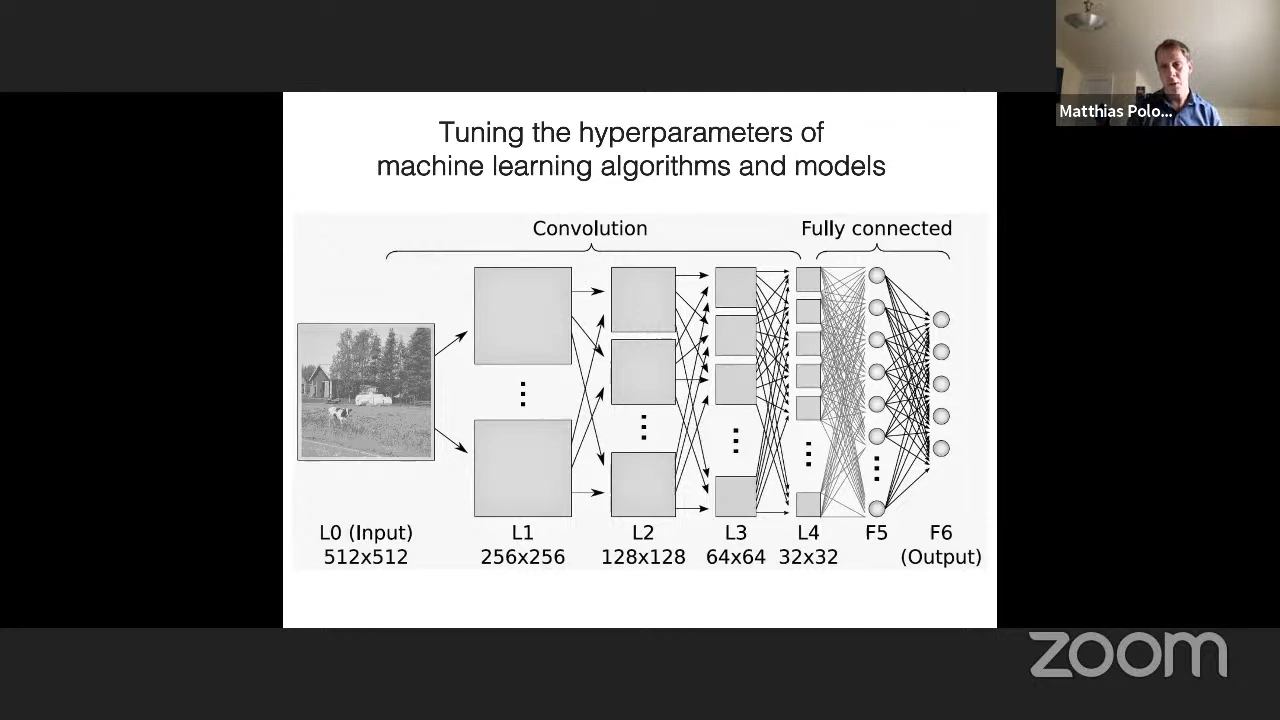 Matthias Polo...
Tuning the hyperparameters of
machine learning algorithms and models
Convolution
Fully connected
L0 (Input)
512x512
L1
256x256
L2
128x128
L3
64x64
L4
32x32
F5
F6
(Output)
zoom